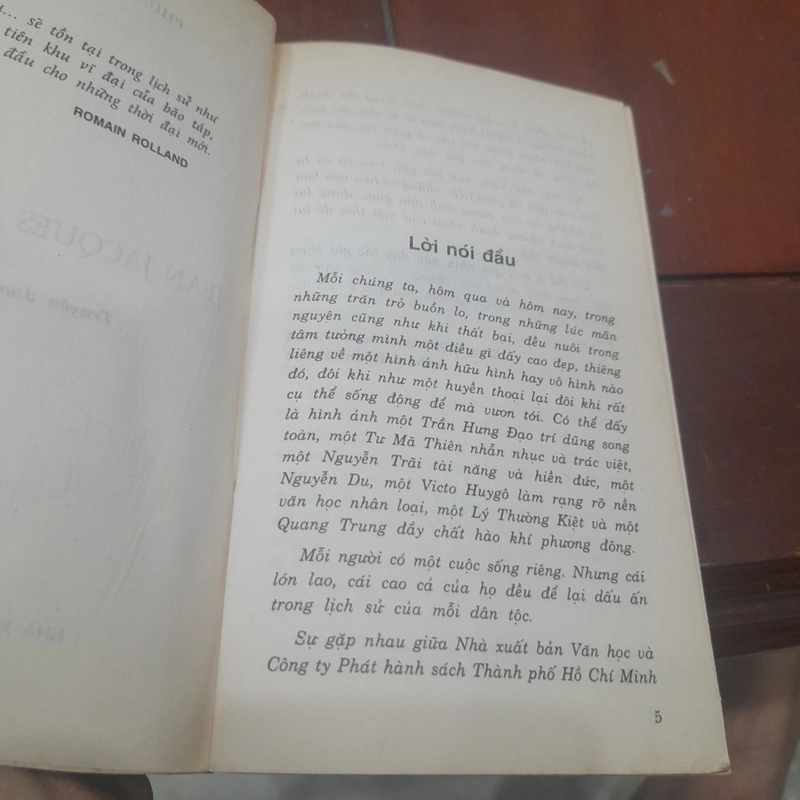 ... sẽ tồn tại trong lịch sử như
tiên khu vĩ đại của bão táp,
đầu cho những thời đại mới.
ROMAIN ROLLAND
Lời nói đầu
Mỗi chúng ta, hôm qua và hôm nay, trong
những trăn trở buồn lo, trong những lúc mãn
nguyện cũng như khi thất bại, đều nuôi trong
tâm tưởng mình một điều gì đấy cao đẹp, thiêng
liêng về một hình ảnh hữu hình hay vô hình nào
đó, đôi khi như một huyền thoại lại đôi khi rất
cụ thể sống động để mà vươn tới. Có thể đấy
là hình ảnh một Trần Hưng Đạo trí dũng song
toàn, một Tư Mã Thiên nhẫn nhục và trác việt,
một Nguyễn Trãi tài năng và hiền đức, một
Nguyễn Du, một Victo Huygô làm rạng rỡ nền
văn học nhân loại, một Lý Thường Kiệt và một
Quang Trung đầy chất hào khí phương đông.
Mỗi người có một cuộc sống riêng. Nhưng cái
lớn lao, cái cao cả của họ đều để lại dấu ấn
trong lịch sử của mỗi dân tộc.
Sự gặp nhau giữa Nhà xuất bản Văn học và
Công ty Phát hành sách Thành phố Hồ Chí Minh
5